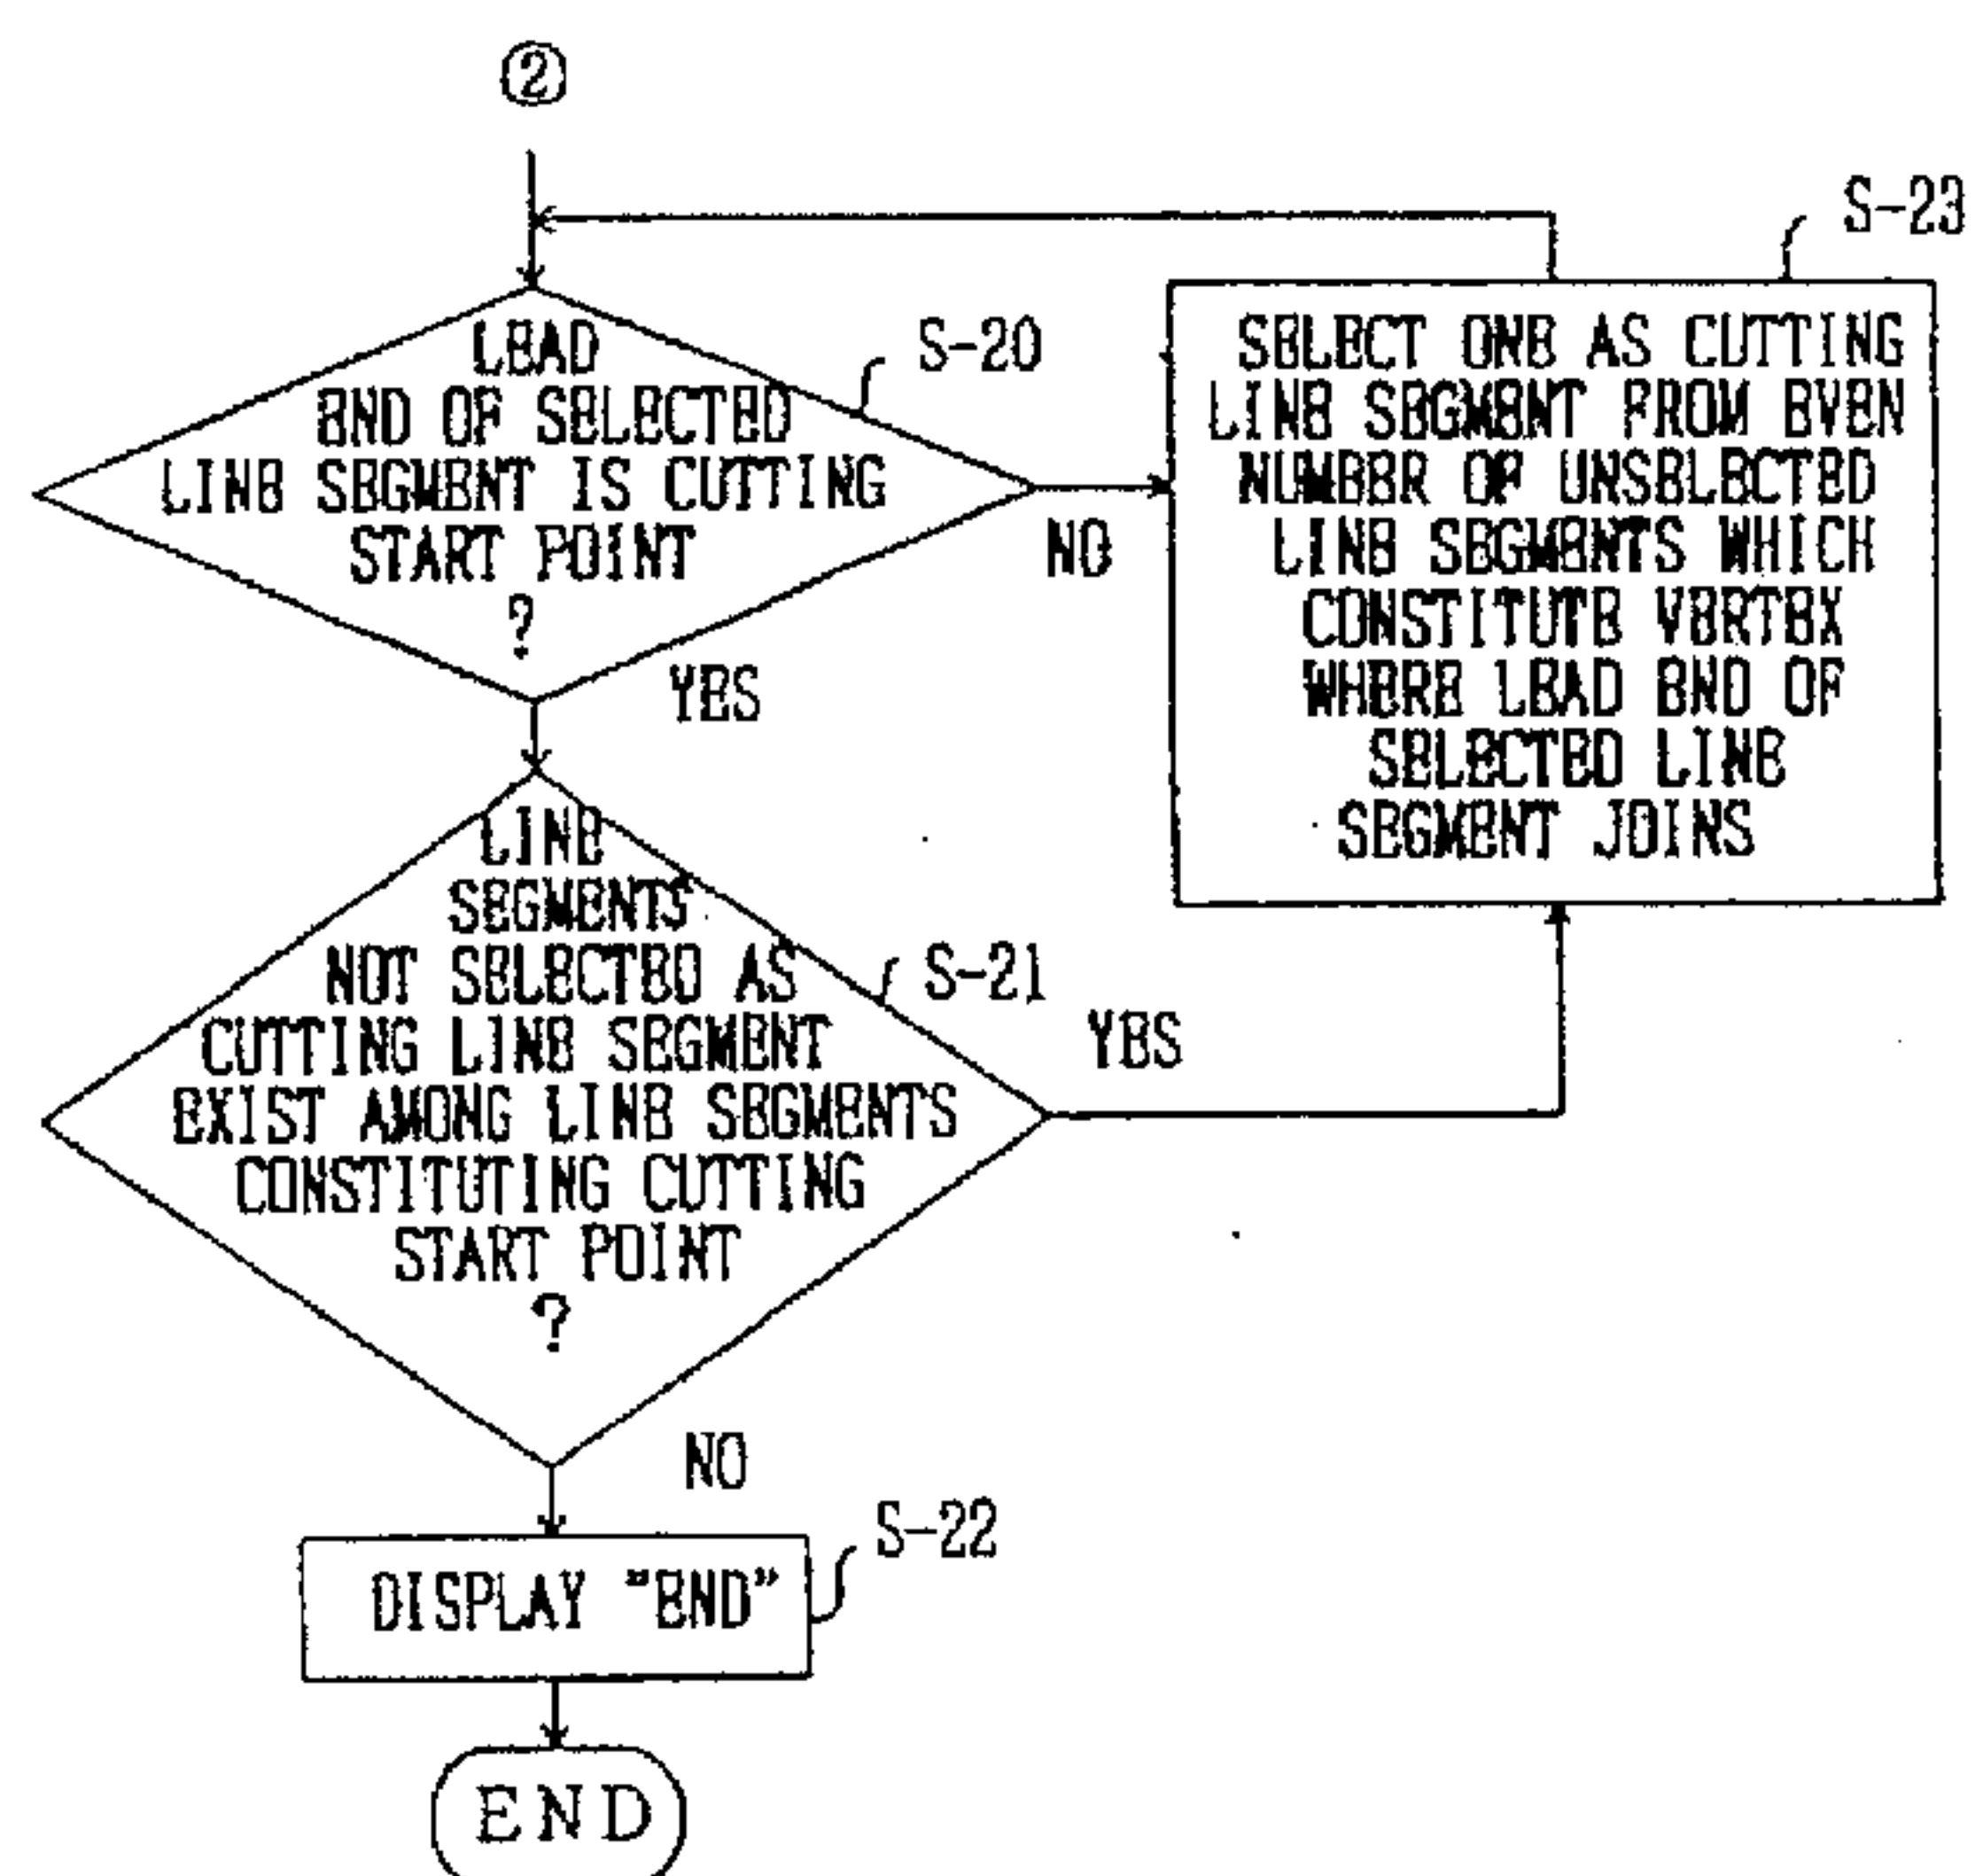 ②
S-23
LEAD
END OF SELECTED
LINE SEGMENT IS CUTTING
START POINT
?
S-20
NO
YES
SELECT ONE AS CUTTING
LINE SEGMENT FROM EVEN
NUMBER OF UNSELECTED
LINE SEGMENTS WHICH
CONSTITUTE VERTEX
WHERE LEAD END OF
SELECTED LINE
SEGMENT JOINS
LINE
SEGMENTS
NOT SELECTED AS
CUTTING LINE SEGMENT
EXIST AMONG LINE SEGMENTS
CONSTITUTING CUTTING
START POINT
?
S-21
YES
NO
S-22
DISPLAY "END"
END